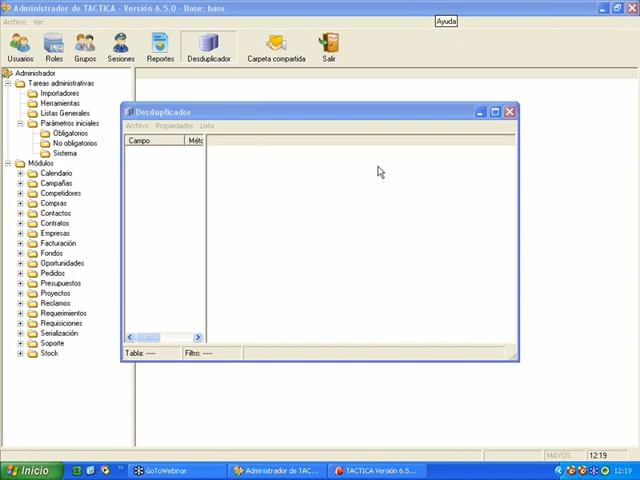 Administrador de TACTICA - Versión 6.5.0 - Base: base
Archivo Ver
Ayuda
Usuarios Roles Grupos Sesiones Reportes Desduplicador Carpeta compartida Salir
Administrador
Tareas administrativas
Importadores
Herramientas
Listas Generales
Parámetros iniciales
Obligatorios
No obligatorios
Sistema
Módulos
Calendario
Campañas
Competidores
Compras
Contactos
Contratos
Empresas
Facturación
Fondos
Oportunidades
Pedidos
Presupuestos
Proyectos
Reclamos
Requerimientos
Requisiciones
Serialización
Soporte
Stock
Desduplicador
Archivo Propiedades Lista
Campo Métc
Tabla: ---- Filtro: ----
MAYÚS 12:19
Inicio GoToWebinar Administrador de TAC... TACTICA Versión 6.5... 12:19